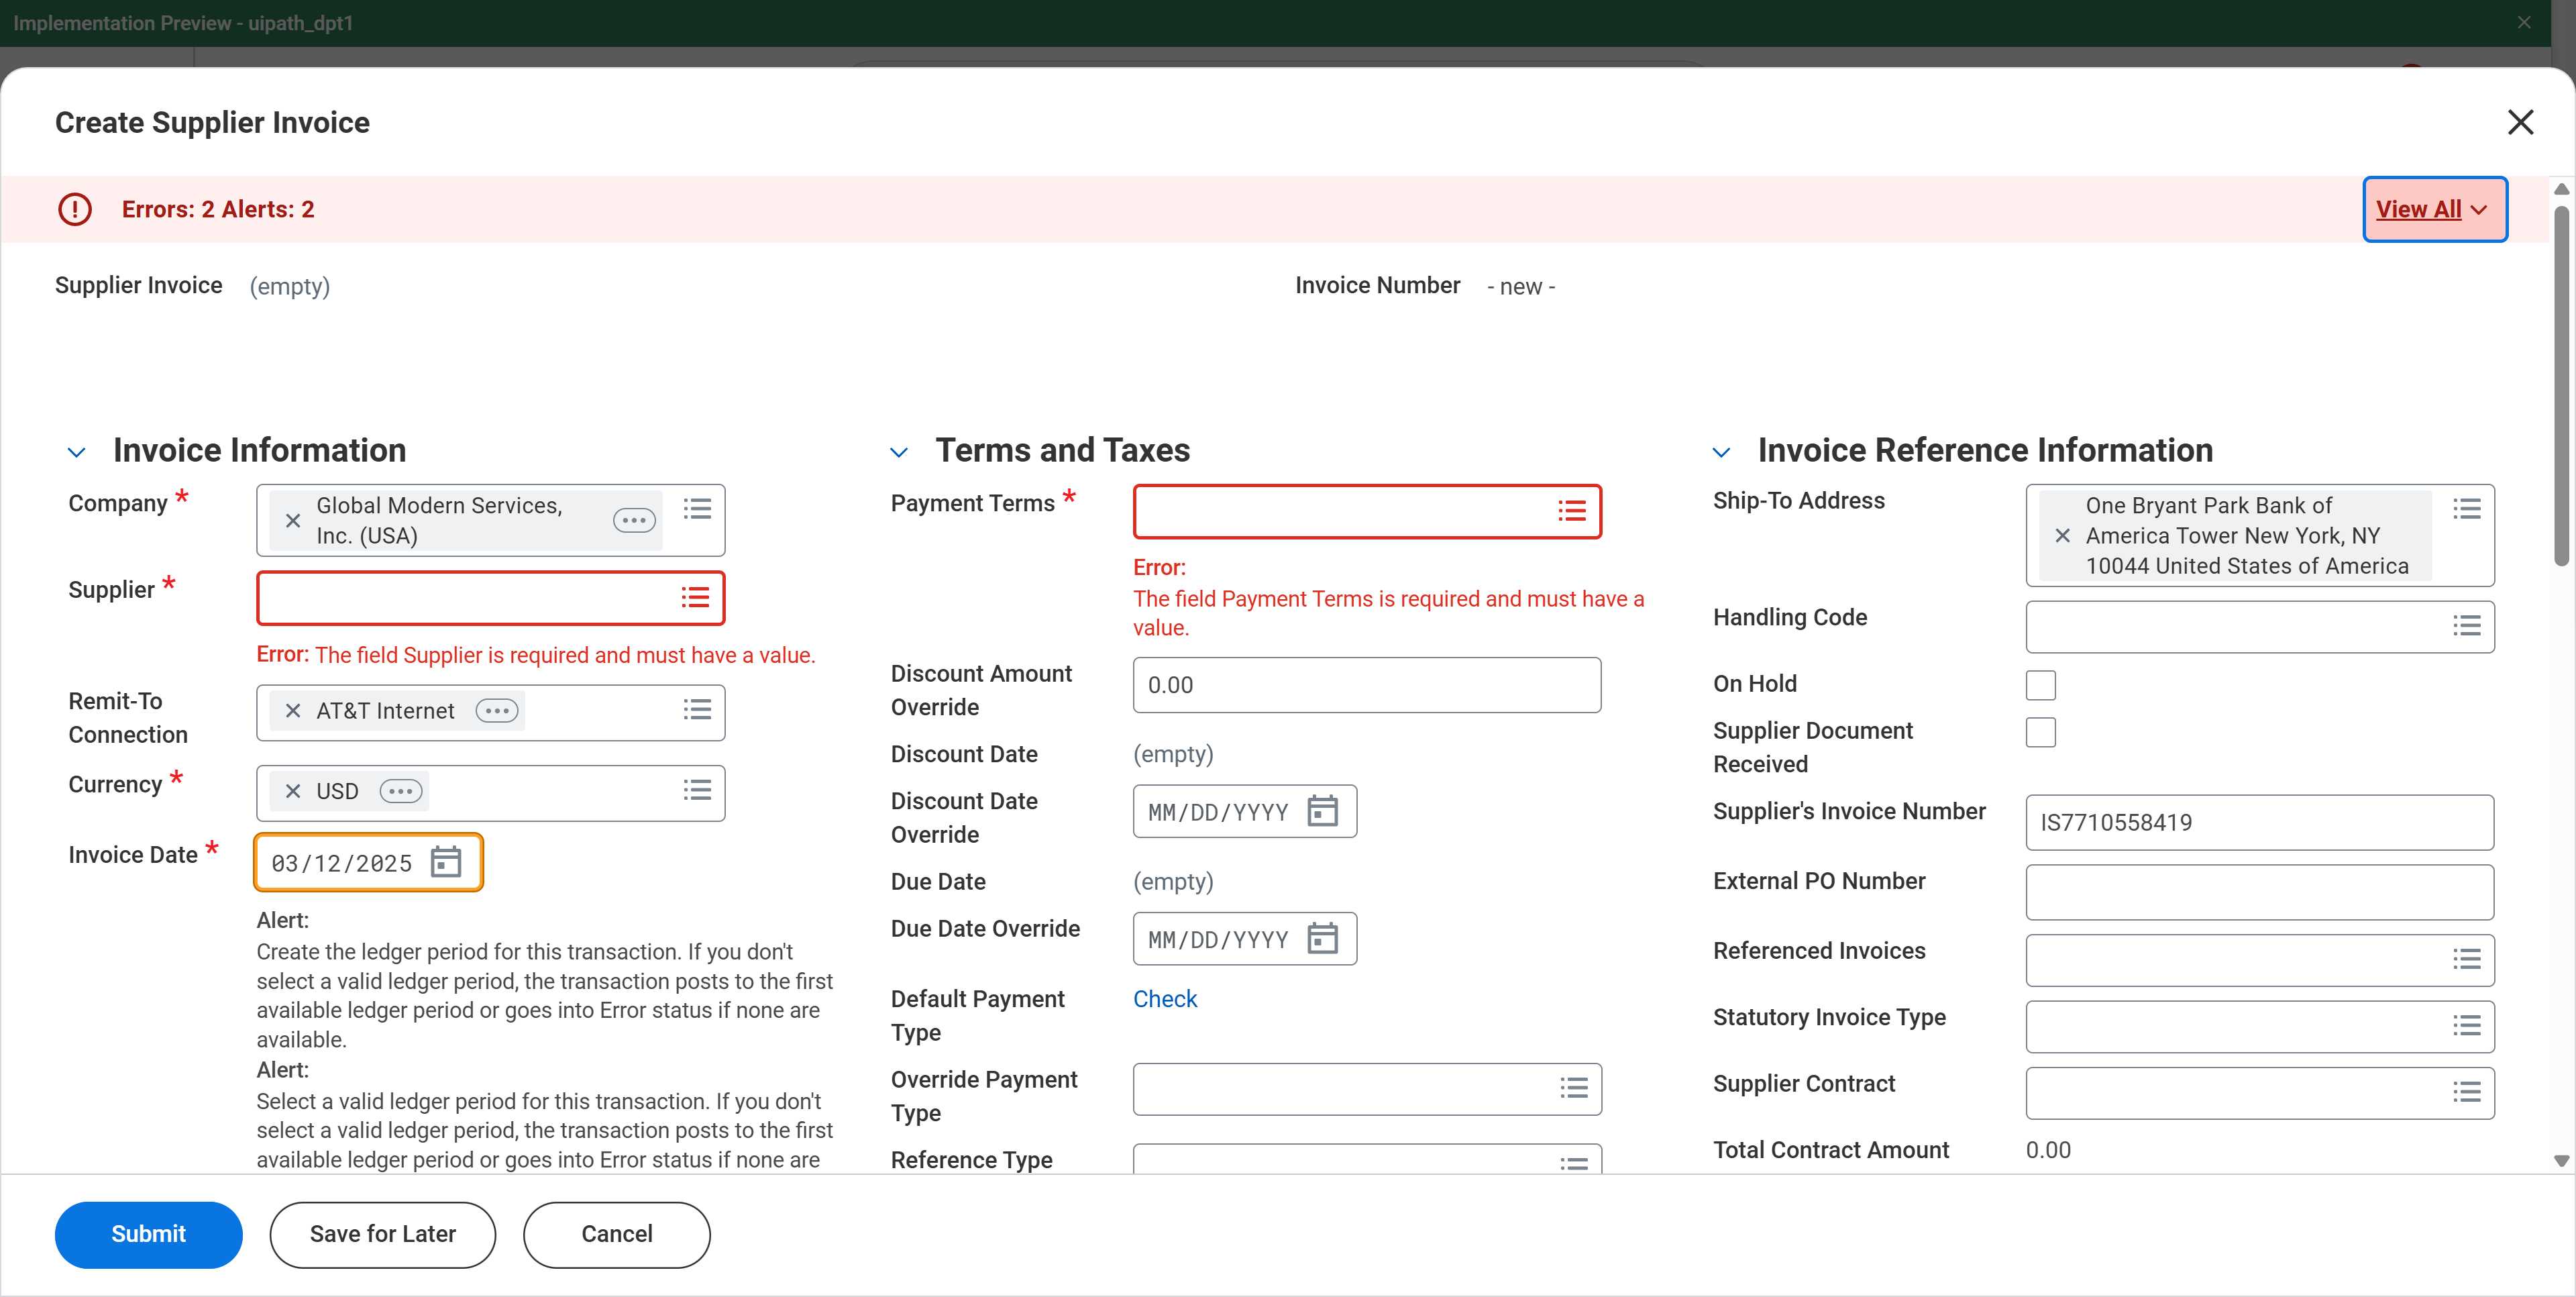 Implementation Preview - uipath_dpt1
Create Supplier Invoice
Errors: 2 Alerts: 2
View All
Supplier Invoice (empty)
Invoice Number - new -
Invoice Information
Company *
Global Modern Services,
Inc. (USA)
Supplier *
Error: The field Supplier is required and must have a value.
Remit-To
Connection
AT&T Internet
Currency *
USD
Invoice Date *
03/12/2025
Alert:
Create the ledger period for this transaction. If you don't
select a valid ledger period, the transaction posts to the first
available ledger period or goes into Error status if none are
available.
Alert:
Select a valid ledger period for this transaction. If you don't
select a valid ledger period, the transaction posts to the first
available ledger period or goes into Error status if none are
Terms and Taxes
Payment Terms *
Error:
The field Payment Terms is required and must have a
value.
Discount Amount
Override
0.00
Discount Date
(empty)
Discount Date
Override
MM/DD/YYYY
Due Date
(empty)
Due Date Override
MM/DD/YYYY
Default Payment
Type
Check
Override Payment
Type
Reference Type
Invoice Reference Information
Ship-To Address
One Bryant Park Bank of
America Tower New York, NY
10044 United States of America
Handling Code
On Hold
Supplier Document
Received
Supplier's Invoice Number
IS7710558419
External PO Number
Referenced Invoices
Statutory Invoice Type
Supplier Contract
Total Contract Amount
0.00
Submit
Save for Later
Cancel